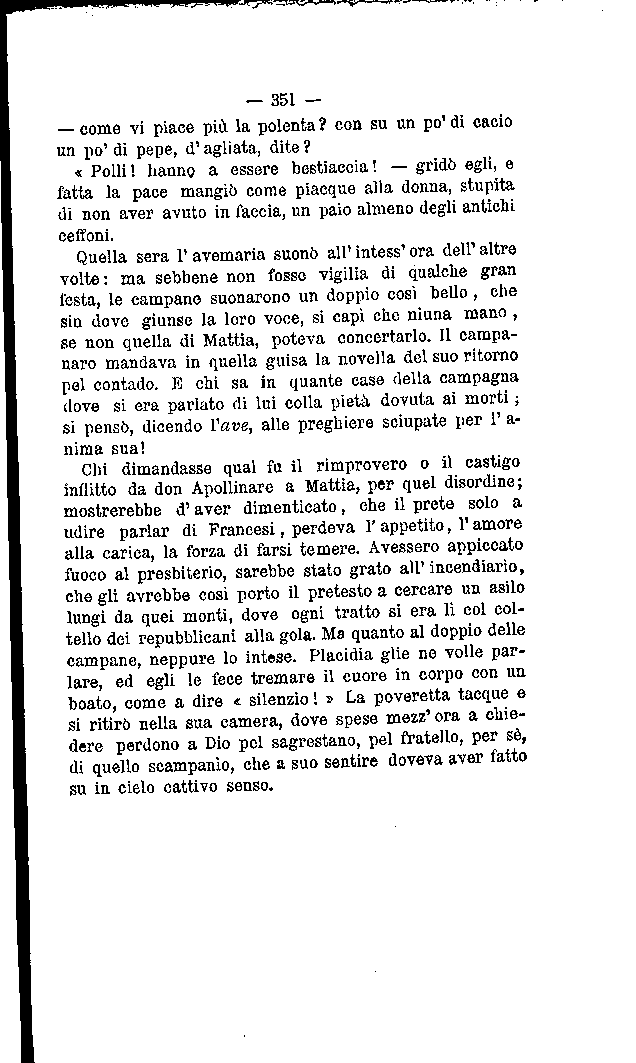 — 351 —
— come vi piace più la polenta? con su un po' di cacio
un po' di pepe, d'agliata, dite?
« Polli! hanno a essere bestiaccia! — gridò egli, e
fatta la pace mangiò come piacque alla donna, stupita
di non aver avuto in faccia, un paio almeno degli antichi
ceffoni.
Quella sera l'avemaria suonò all'intess'ora dell'altre
volte: ma sebbene non fosse vigilia di qualche gran
festa, le campane suonarono un doppio così bello, che
sin dove giunse la loro voce, si capì che niuna mano,
se non quella di Mattia, poteva concertarlo. Il campa-
naro mandava in quella guisa la novella del suo ritorno
pel contado. E chi sa in quante case della campagna
dove si era parlato di lui colla pietà dovuta ai morti;
si pensò, dicendo l'ave, alle preghiere sciupate per l'a-
nima sua!
Chi dimandasse qual fu il rimprovero o il castigo
inflitto da don Apollinare a Mattia, per quel disordine;
mostrerebbe d'aver dimenticato, che il prete solo a
udire parlar di Francesi, perdeva l'appetito, l'amore
alla carica, la forza di farsi temere. Avessero appiccato
fuoco al presbiterio, sarebbe stato grato all'incendiario,
che gli avrebbe così porto il pretesto a cercare un asilo
lungi da quei monti, dove ogni tratto si era lì col col-
tello dei repubblicani alla gola. Ma quanto al doppio delle
campane, neppure lo intese. Placidia glie ne volle par-
lare, ed egli le fece tremare il cuore in corpo con un
boato, come a dire « silenzio! » La poveretta tacque e
si ritirò nella sua camera, dove spese mezz'ora a chie-
dere perdono a Dio pel sagrestano, pel fratello, per sè,
di quello scampanìo, che a suo sentire doveva aver fatto
su in cielo cattivo senso.